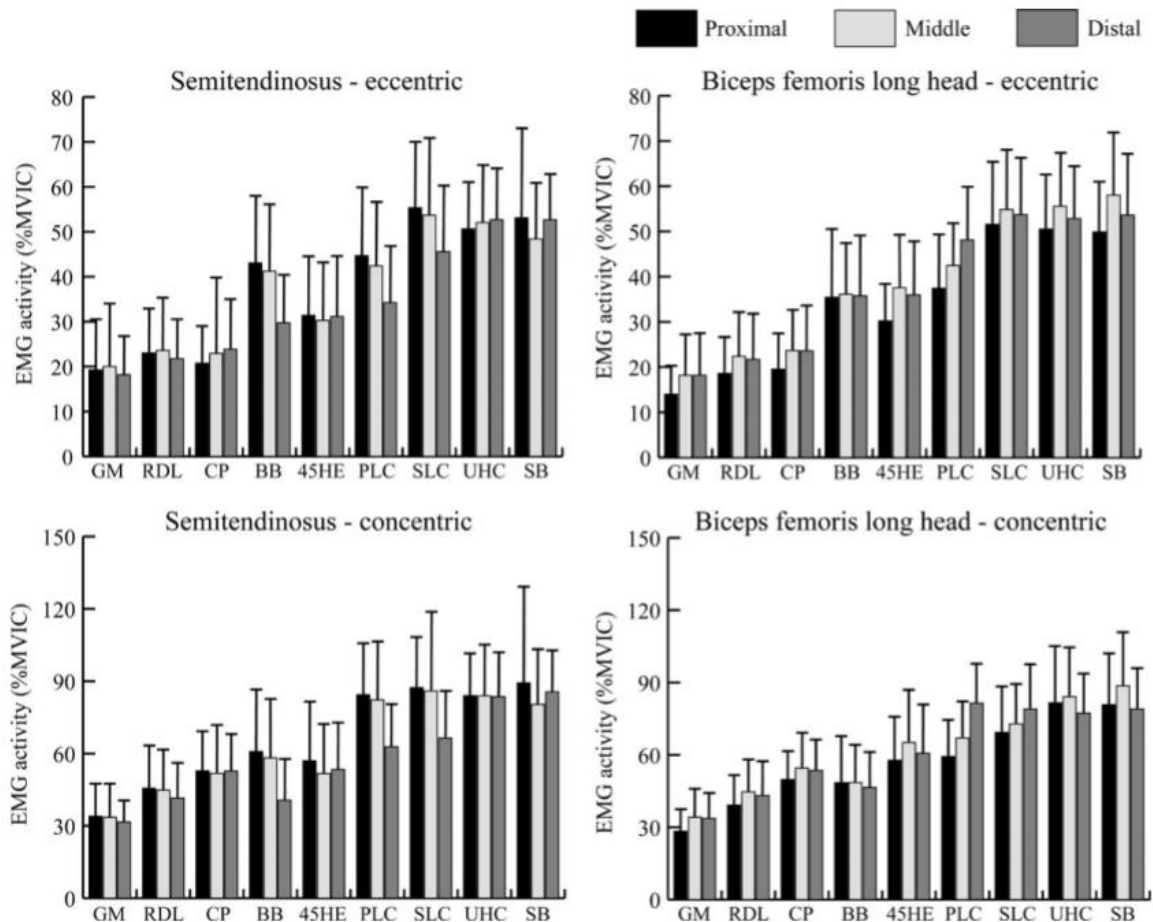 Proximal Middle Distal
Semitendinosus - eccentric
EMG activity (%MVIC)
80
70
60
50
40
30
20
10
0
GM RDL CP BB 45HE PLC SLC UHC SB
Biceps femoris long head - eccentric
EMG activity (%MVIC)
80
70
60
50
40
30
20
10
0
GM RDL CP BB 45HE PLC SLC UHC SB
Semitendinosus - concentric
EMG activity (%MVIC)
150
120
90
60
30
0
GM RDL CP BB 45HE PLC SLC UHC SB
Biceps femoris long head - concentric
EMG activity (%MVIC)
150
120
90
60
30
0
GM RDL CP BB 45HE PLC SLC UHC SB